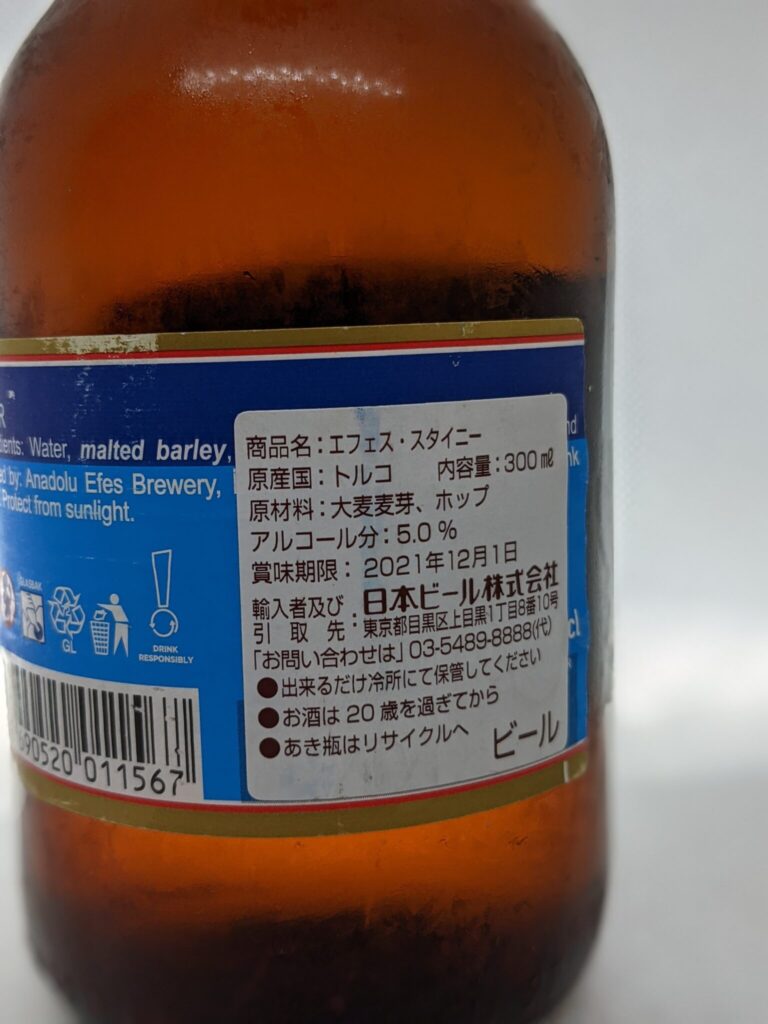 R
ients: Water, malted barley,
ed by: Anadolu Efes Brewery,
Protect from sunlight.
nd
nk
GL
DRINK
RESPONSIBLY
690520 011567
cl
商品名：エフェス・スタイニー
原産国：トルコ 内容量：300㎖
原材料：大麦麦芽、ホップ
アルコール分：5.0％
賞味期限： 2021年12月1日
輸入者及び引取先： 日本ビール株式会社
東京都目黒区上目黒1丁目8番10号
「お問い合わせは」03-5489-8888(代)
●出来るだけ冷所にて保管してください
●お酒は20歳を過ぎてから
●あき瓶はリサイクルへ ビール